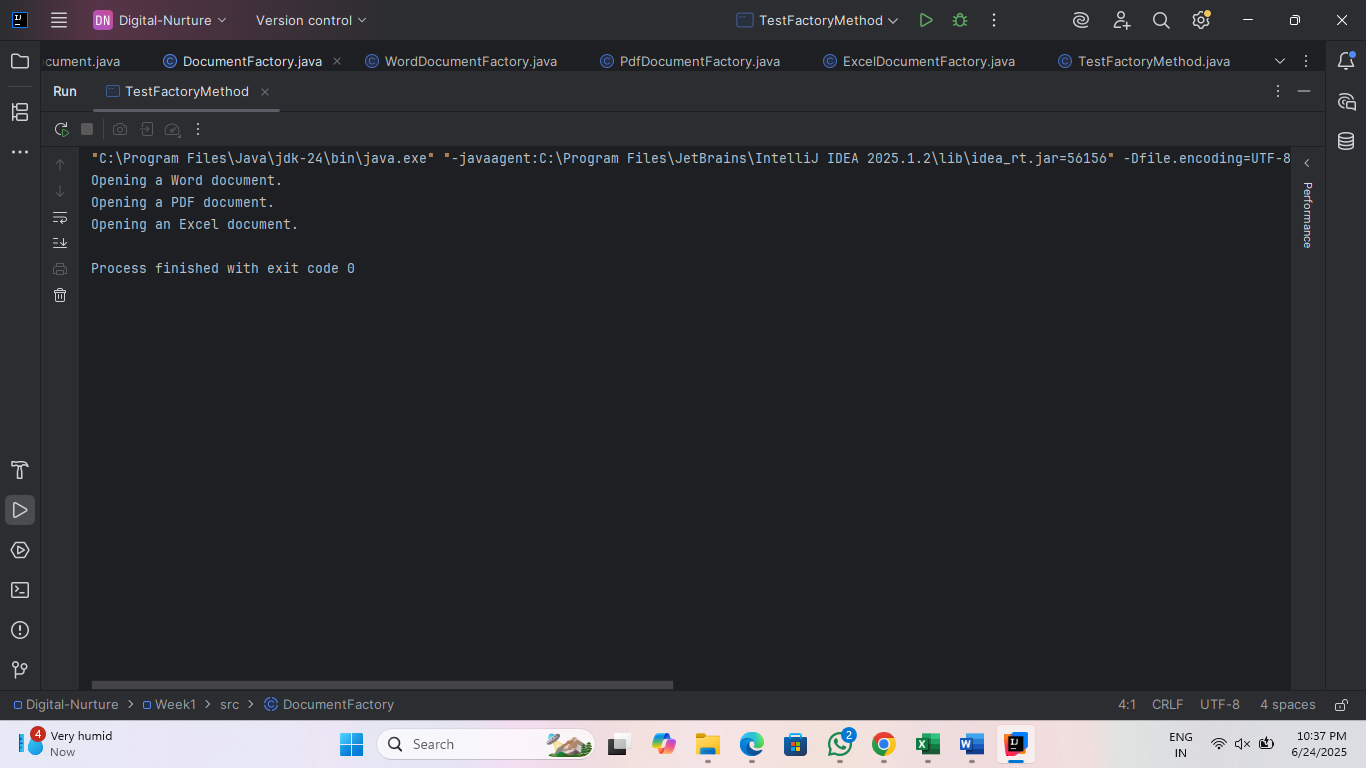 DN Digital-Nurture Version control TestFactoryMethod
cument.java DocumentFactory.java WordDocumentFactory.java PdfDocumentFactory.java ExcelDocumentFactory.java TestFactoryMethod.java
Run TestFactoryMethod
"C:\Program Files\Java\jdk-24\bin\java.exe" "-javaagent:C:\Program Files\JetBrains\IntelliJ IDEA 2025.1.2\lib\idea_rt.jar=56156" -Dfile.encoding=UTF-8
Opening a Word document.
Opening a PDF document.
Opening an Excel document.
Process finished with exit code 0
Performance
Digital-Nurture > Week1 > src > DocumentFactory 4:1 CRLF UTF-8 4 spaces
4 Very humid
Now
Search
2
ENG
IN
10:37 PM
6/24/2025